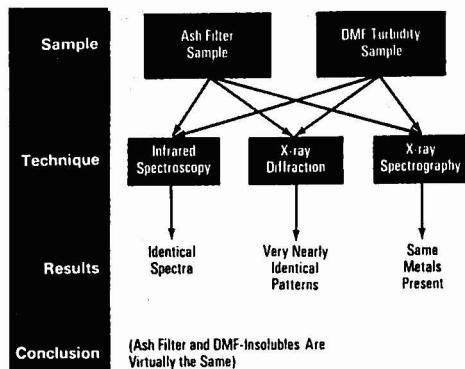 Sample
Ash Filter
Sample
DMF Turbidity
Sample
Technique
Infrared
Spectroscopy
X-ray
Diffraction
X-ray
Spectrography
Results
Identical
Spectra
Very Nearly
Identical
Patterns
Same
Metals
Present
Conclusion
(Ash Filter and DMF-Insolubles Are
Virtually the Same)